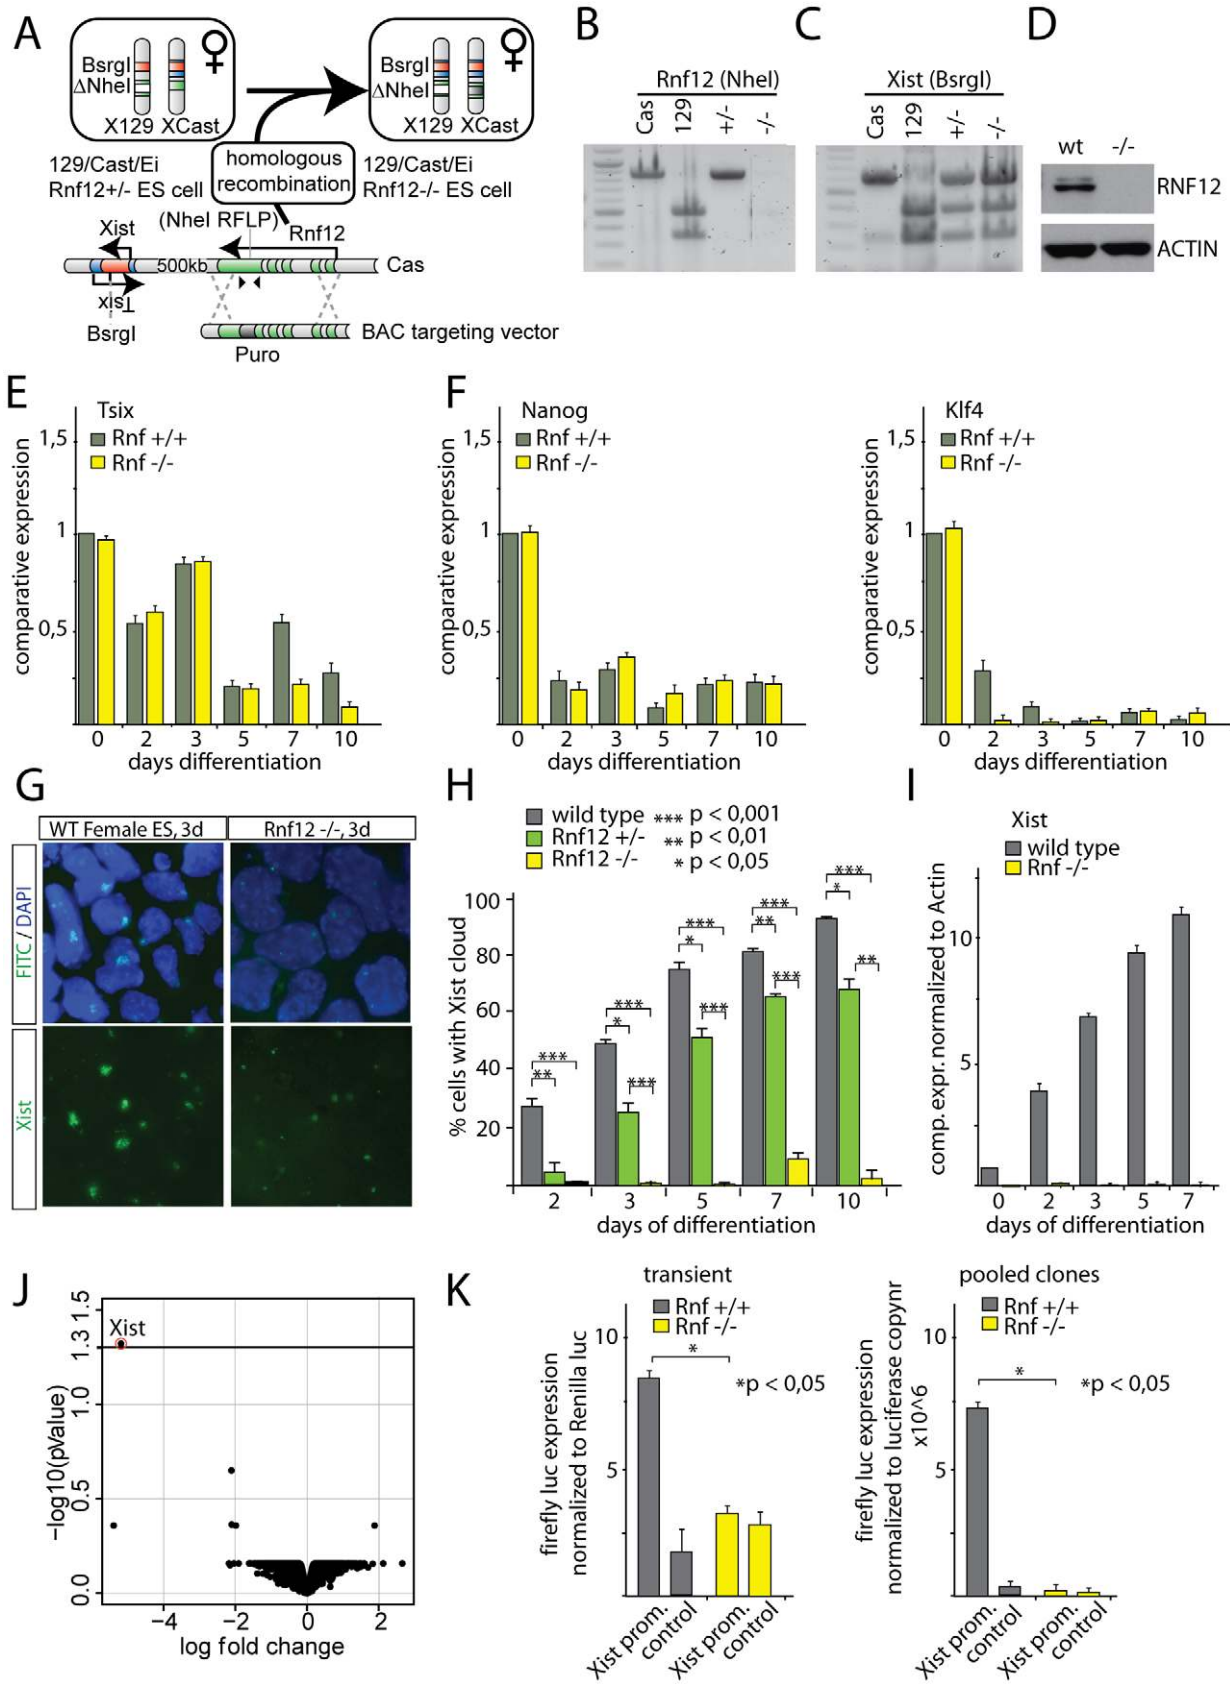 A
BsrgI
ΔNheI
X129 XCast
♀
BsrgI
ΔNheI
X129 XCast
♀
129/Cast/Ei
Rnf12+/- ES cell
homologous
recombination
129/Cast/Ei
Rnf12-/- ES cell
(NheI RFLP)
Xist
Rnf12
500kb
Cas
Tsix
BsrgI
BAC targeting vector
Puro
B
Rnf12 (NheI)
Cas
129
+/-
-/-
C
Xist (BsrgI)
Cas
129
+/-
-/-
D
wt -/-
RNF12
ACTIN
E
Tsix
Rnf +/+
Rnf -/-
comparative expression
1,5
1
0,5
0 2 3 5 7 10
days differentiation
F
Nanog
Rnf +/+
Rnf -/-
comparative expression
1,5
1
0,5
0 2 3 5 7 10
days differentiation
Klf4
Rnf +/+
Rnf -/-
comparative expression
1,5
1
0,5
0 2 3 5 7 10
days differentiation
G
WT Female ES, 3d
Rnf12 -/-, 3d
FITC / DAPI
Xist
H
wild type *** p < 0,001
Rnf12 +/- ** p < 0,01
Rnf12 -/- * p < 0,05
% cells with Xist cloud
100
80
60
40
20
***
**
***
*
***
***
*
***
***
**
***
***
*
**
2 3 5 7 10
days of differentiation
I
Xist
wild type
Rnf -/-
comp. expr. normalized to Actin
10
5
0 2 3 5 7
days of differentiation
J
Xist
−log10(pValue)
1.5
1.3
1.0
0.5
0.0
−4 −2 0 2
log fold change
K
transient
Rnf +/+
Rnf -/-
firefly luc expression
normalized to Renilla luc
10
5
*
*p < 0,05
Xist prom.
control
Xist prom.
control
pooled clones
Rnf +/+
Rnf -/-
firefly luc expression
normalized to luciferase copynr
x10^6
10
5
*
*p < 0,05
Xist prom.
control
Xist prom.
control